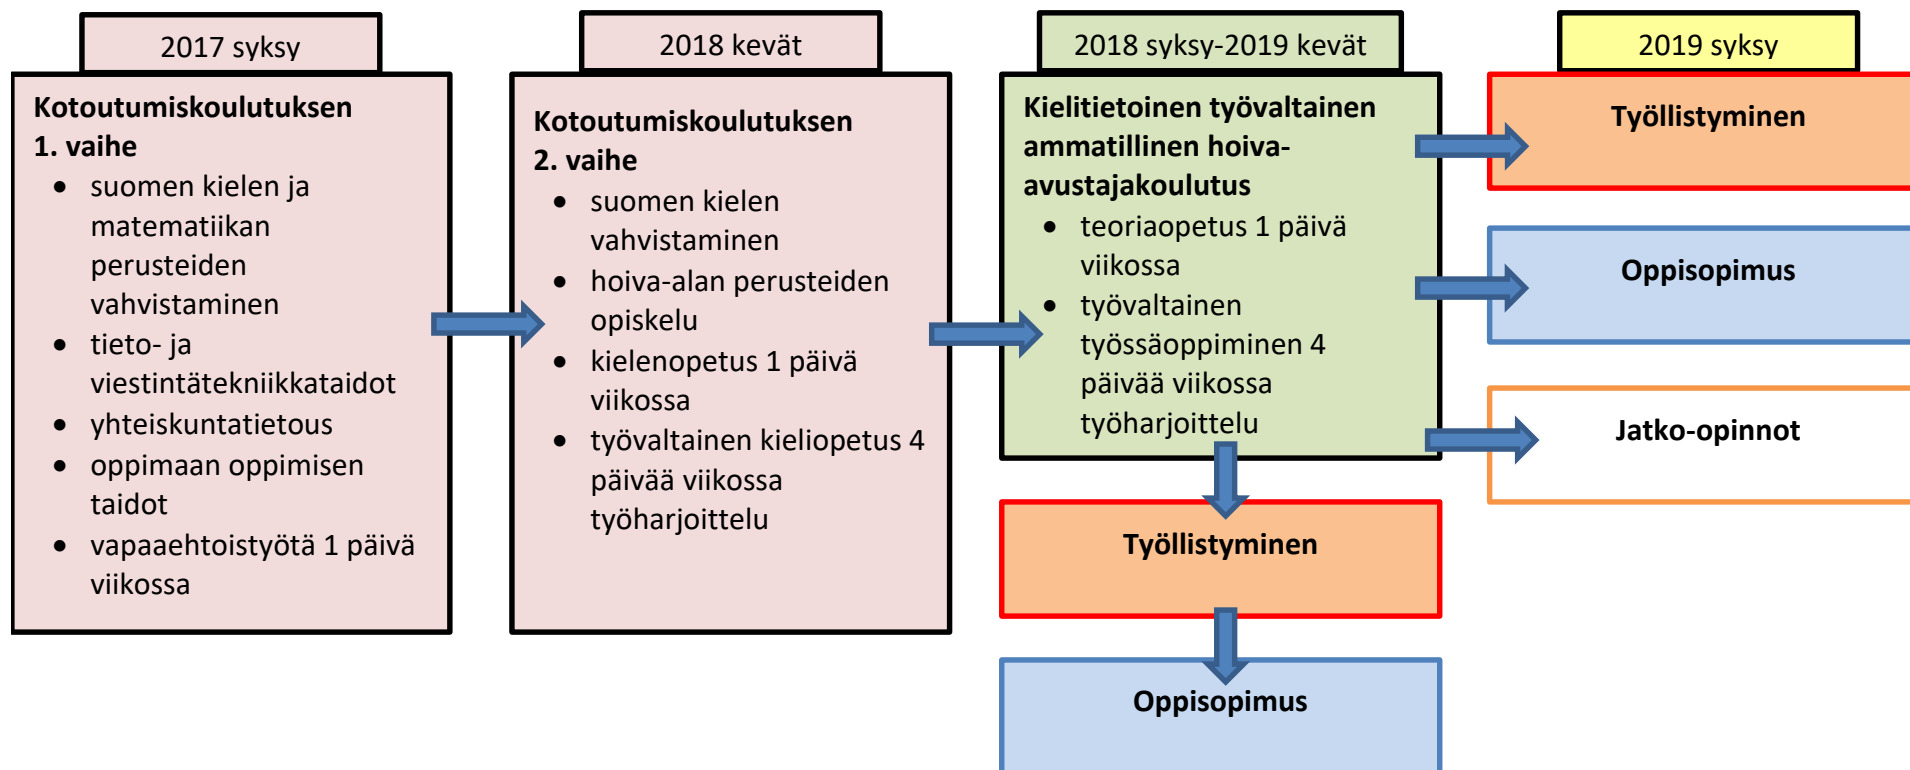 2017 syksy
Kotoutumiskoulutuksen
1. vaihe
• suomen kielen ja
matematiikan
perusteiden
vahvistaminen
• tieto- ja
viestintätekniikkataidot
• yhteiskuntatietous
• oppimaan oppimisen
taidot
• vapaaehtoistyötä 1 päivä
viikossa
2018 kevät
Kotoutumiskoulutuksen
2. vaihe
• suomen kielen
vahvistaminen
• hoiva-alan perusteiden
opiskelu
• kielenopetus 1 päivä
viikossa
• työvaltainen kieliopetus 4
päivää viikossa
työharjoittelu
2018 syksy-2019 kevät
Kielitietoinen työvaltainen
ammatillinen hoiva-
avustajakoulutus
• teoriaopetus 1 päivä
viikossa
• työvaltainen
työssäoppiminen 4
päivää viikossa
työharjoittelu
Työllistyminen
Oppisopimus
2019 syksy
Työllistyminen
Oppisopimus
Jatko-opinnot